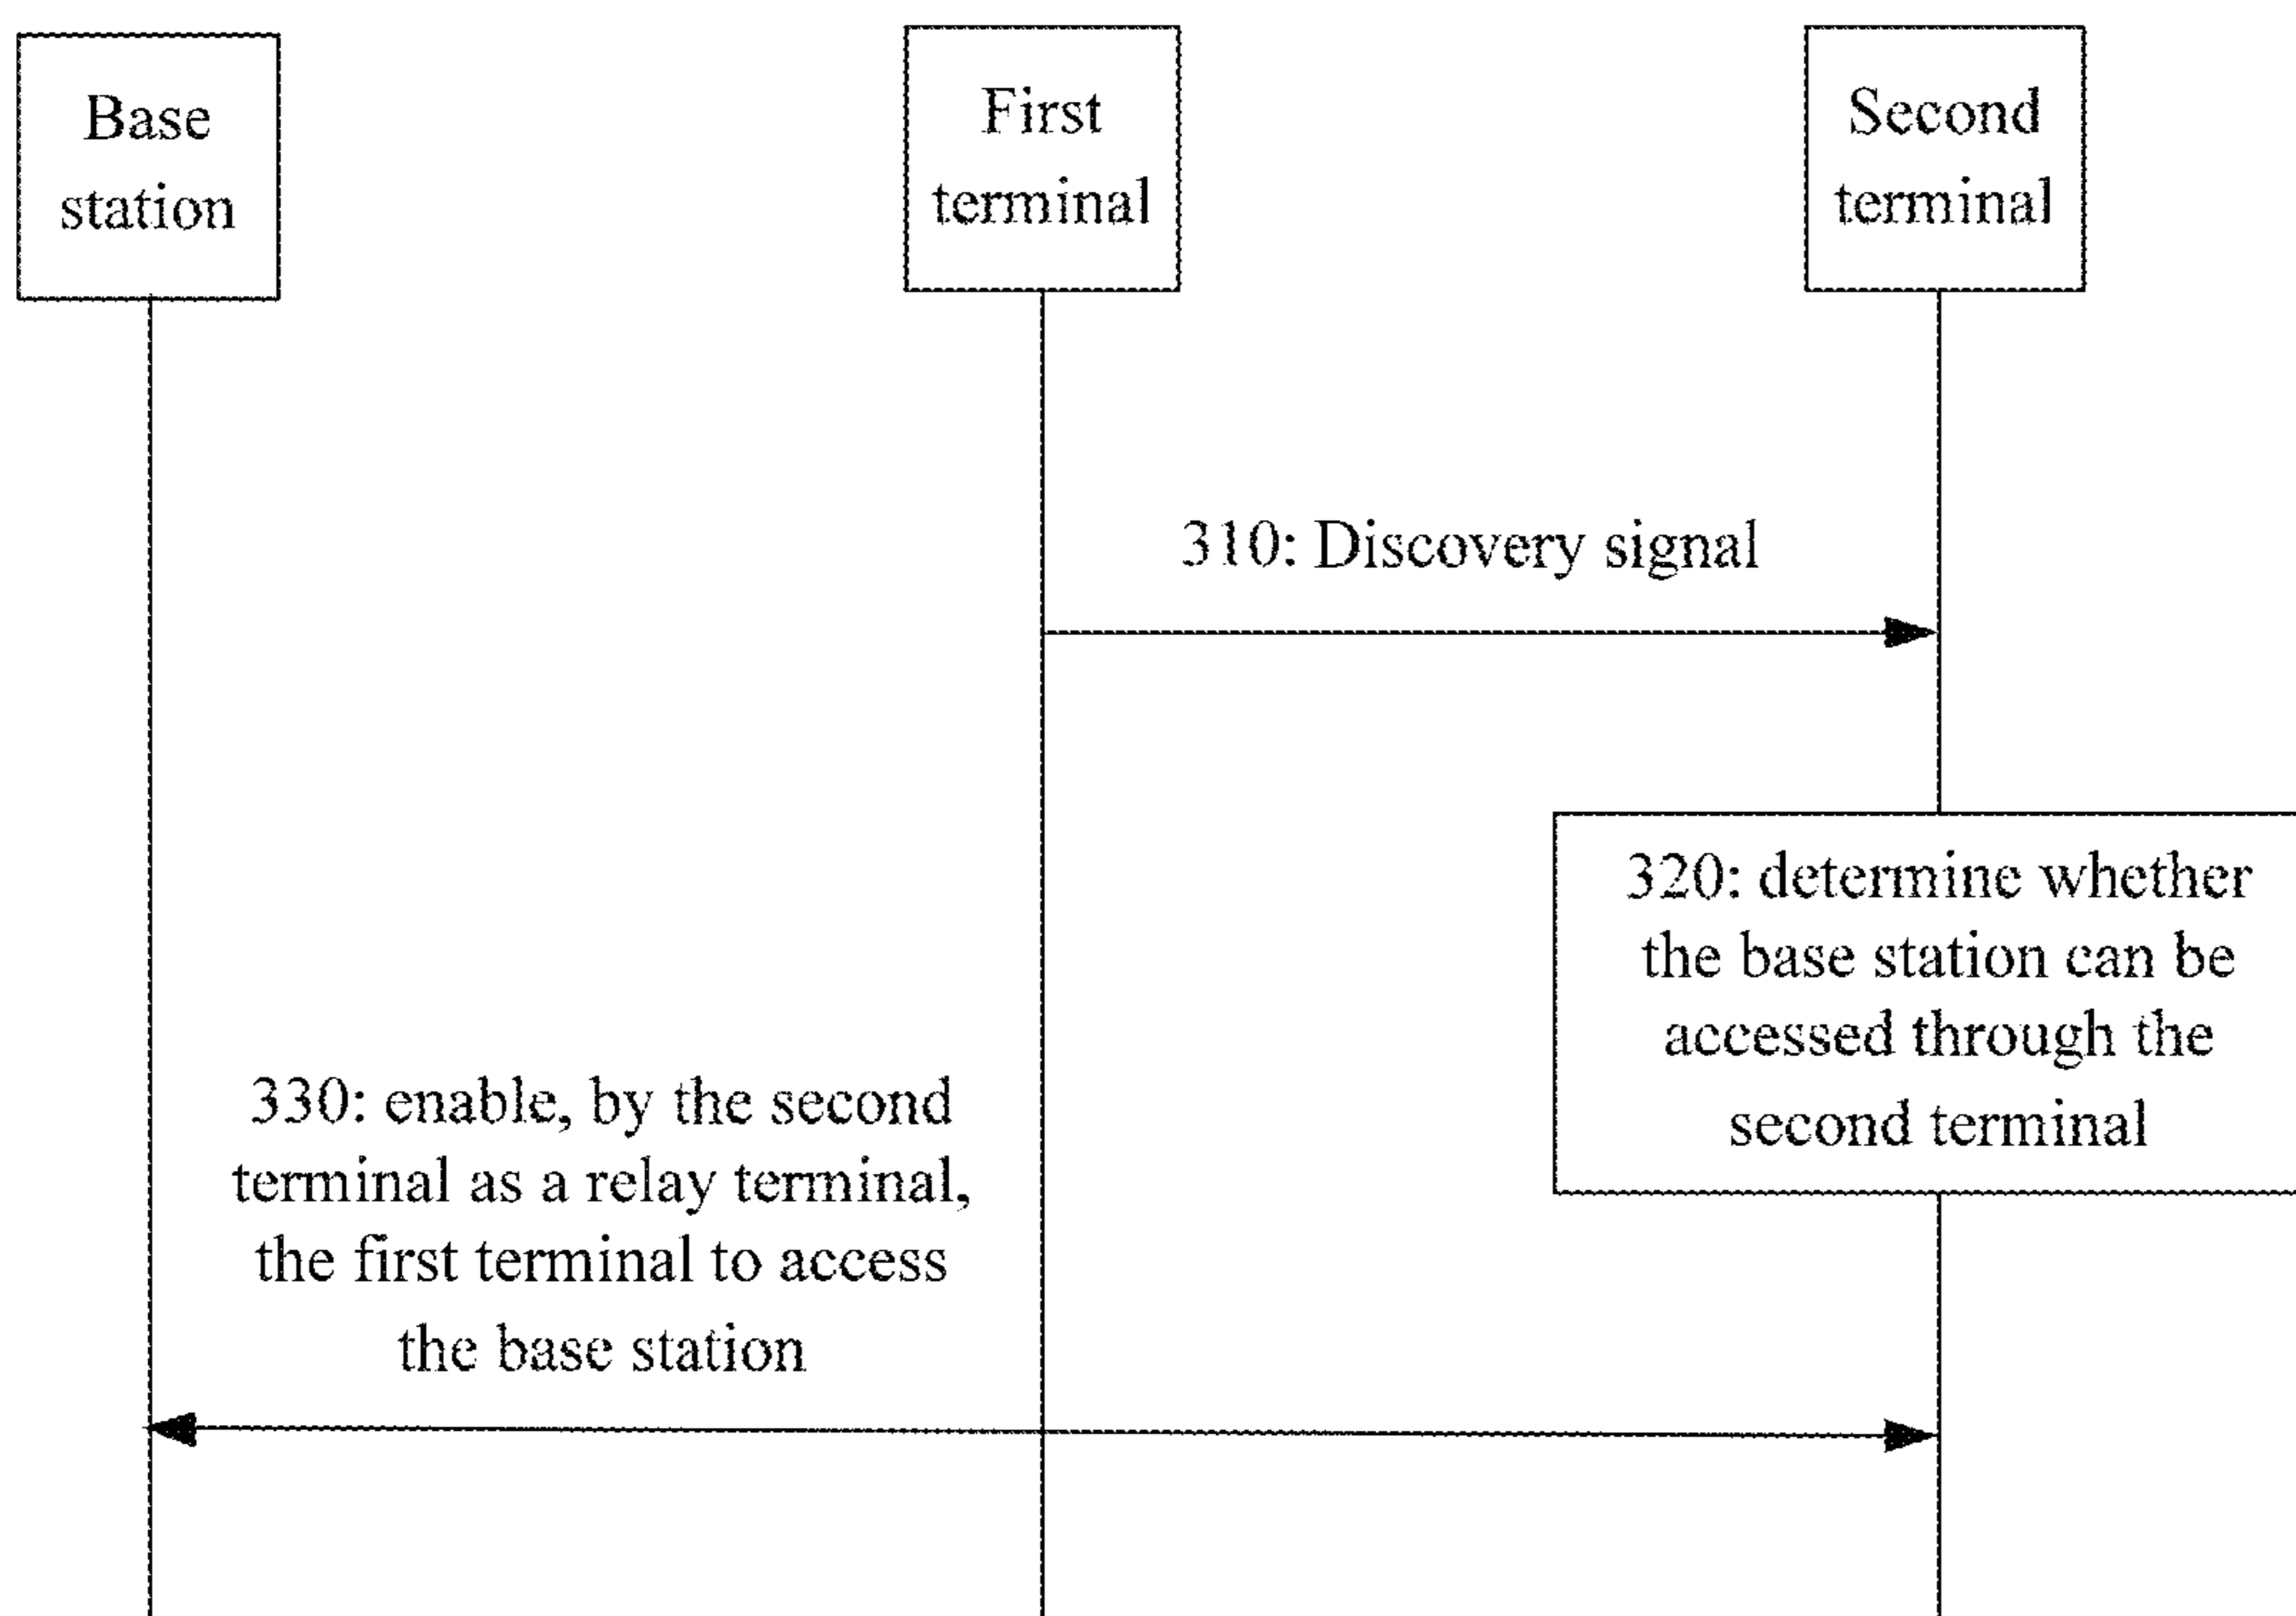 Base
station
First
terminal
Second
terminal
310: Discovery signal
320: determine whether
the base station can be
accessed through the
second terminal
330: enable, by the second
terminal as a relay terminal,
the first terminal to access
the base station